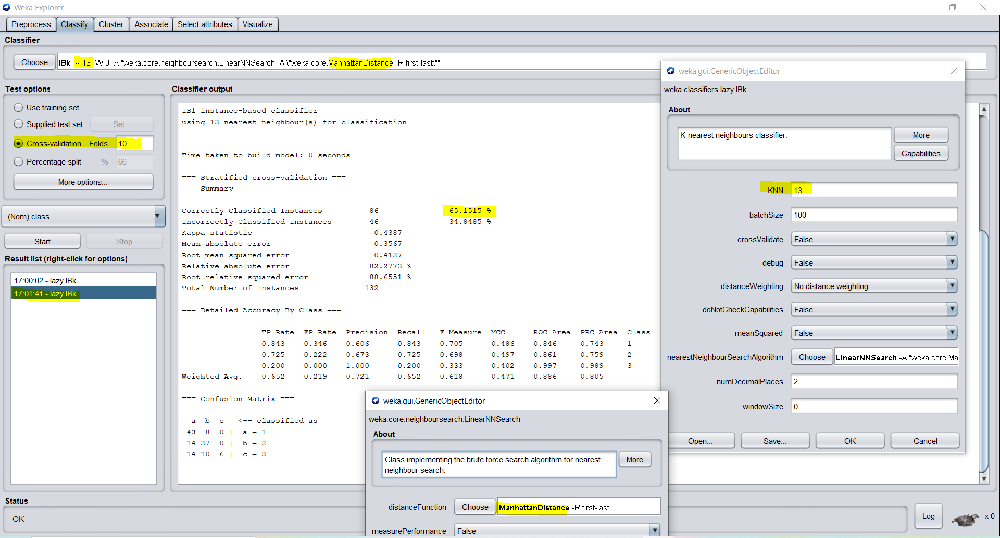 Weka Explorer
Preprocess Classify Cluster Associate Select attributes Visualize
Classifier
Choose IBk -K 13 -W 0 -A "weka.core.neighboursearch.LinearNNSearch -A \"weka.core.ManhattanDistance -R first-last\""
Test options
Use training set
Supplied test set Set...
Cross-validation Folds 10
Percentage split % 66
More options...
(Nom) class
Start Stop
Result list (right-click for options)
17:00:02 - lazy.IBk
17:01:41 - lazy.IBk
Classifier output
IB1 instance-based classifier
using 13 nearest neighbour(s) for classification
Time taken to build model: 0 seconds
=== Stratified cross-validation ===
=== Summary ===
Correctly Classified Instances 86 65.1515 %
Incorrectly Classified Instances 46 34.8485 %
Kappa statistic 0.4387
Mean absolute error 0.3567
Root mean squared error 0.4127
Relative absolute error 82.2773 %
Root relative squared error 88.6551 %
Total Number of Instances 132
=== Detailed Accuracy By Class ===
TP Rate FP Rate Precision Recall F-Measure MCC ROC Area PRC Area Class
0.843 0.346 0.606 0.843 0.705 0.486 0.846 0.743 1
0.725 0.222 0.673 0.725 0.698 0.497 0.861 0.759 2
0.200 0.000 1.000 0.200 0.333 0.402 0.997 0.989 3
Weighted Avg. 0.652 0.219 0.721 0.652 0.618 0.471 0.886 0.805
=== Confusion Matrix ===
a b c <-- classified as
43 8 0 | a = 1
14 37 0 | b = 2
14 10 6 | c = 3
weka.gui.GenericObjectEditor
weka.classifiers.lazy.IBk
About
K-nearest neighbours classifier.
More
Capabilities
KNN 13
batchSize 100
crossValidate False
debug False
distanceWeighting No distance weighting
doNotCheckCapabilities False
meanSquared False
nearestNeighbourSearchAlgorithm Choose LinearNNSearch -A "weka.core.Ma
numDecimalPlaces 2
windowSize 0
Open... Save... OK Cancel
weka.gui.GenericObjectEditor
weka.core.neighboursearch.LinearNNSearch
About
Class implementing the brute force search algorithm for nearest
neighbour search.
More
distanceFunction Choose ManhattanDistance -R first-last
measurePerformance False
Status
OK
Log x 0